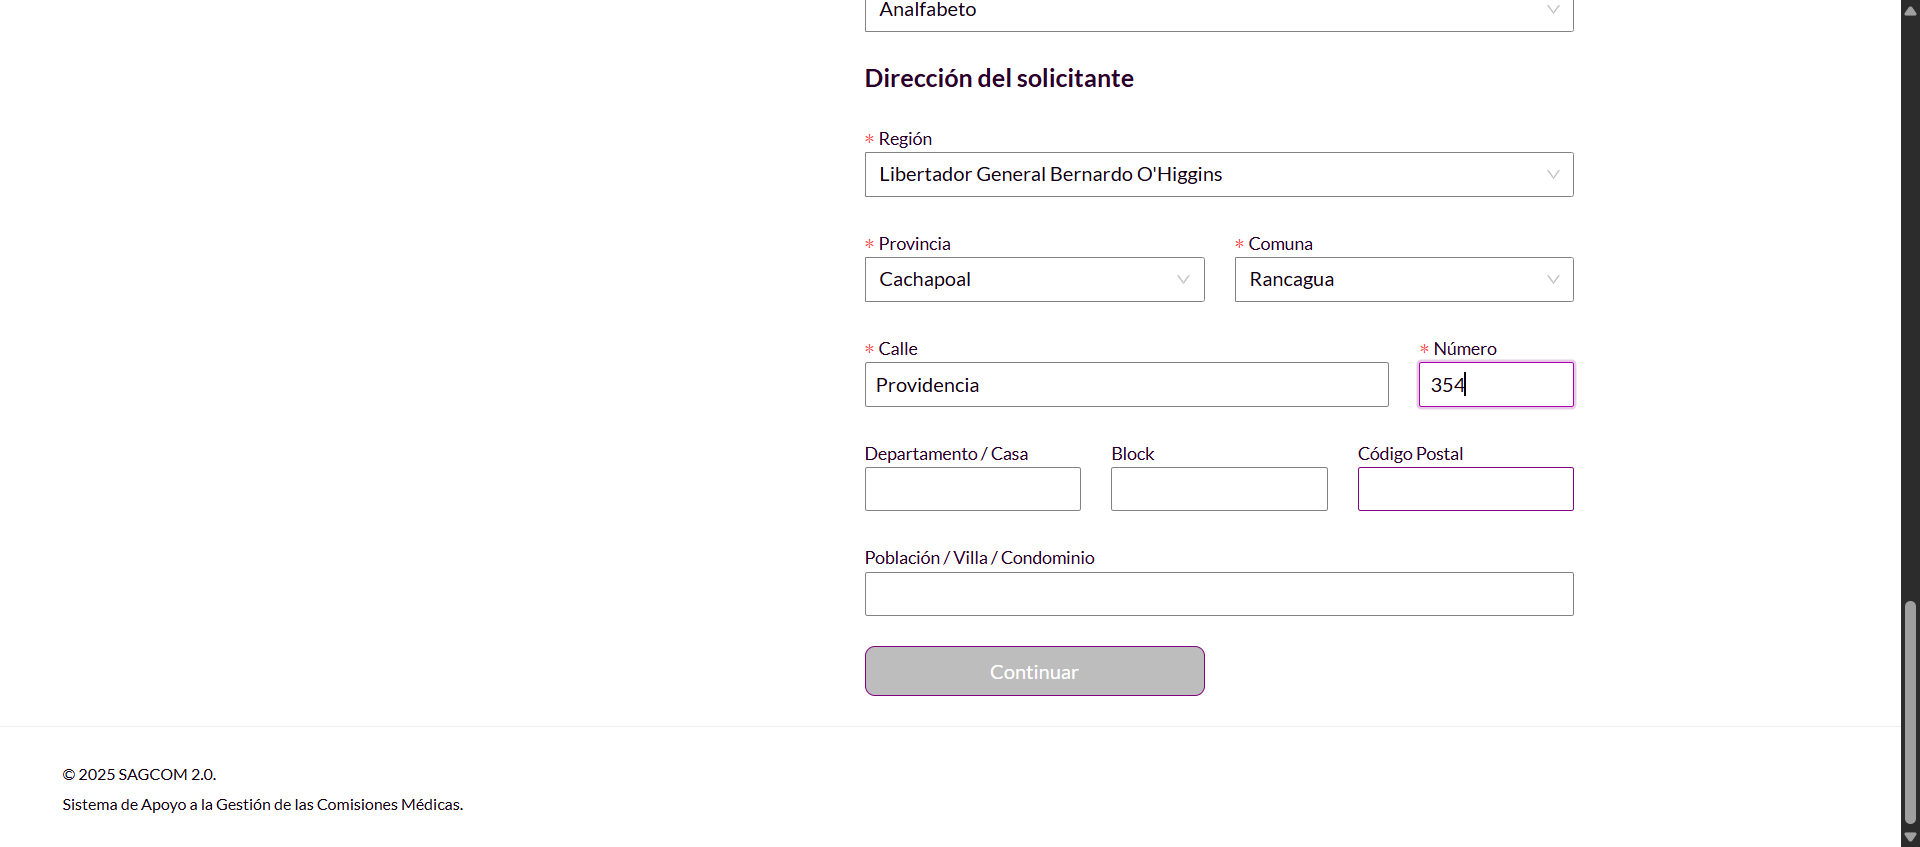 Analfabeto
Dirección del solicitante
* Región
Libertador General Bernardo O'Higgins
* Provincia
* Comuna
Cachapoal
Rancagua
* Calle
* Número
Providencia
354
Departamento / Casa
Block
Código Postal
Población / Villa / Condominio
Continuar
© 2025 SAGCOM 2.0.
Sistema de Apoyo a la Gestión de las Comisiones Médicas.